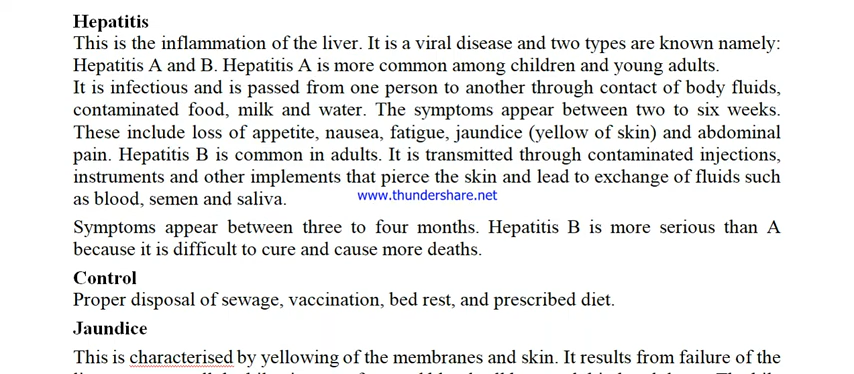 Hepatitis
This is the inflammation of the liver. It is a viral disease and two types are known namely:
Hepatitis A and B. Hepatitis A is more common among children and young adults.
It is infectious and is passed from one person to another through contact of body fluids,
contaminated food, milk and water. The symptoms appear between two to six weeks.
These include loss of appetite, nausea, fatigue, jaundice (yellow of skin) and abdominal
pain. Hepatitis B is common in adults. It is transmitted through contaminated injections,
instruments and other implements that pierce the skin and lead to exchange of fluids such
as blood, semen and saliva.
www.thundershare.net
Symptoms appear between three to four months. Hepatitis B is more serious than A
because it is difficult to cure and cause more deaths.
Control
Proper disposal of sewage, vaccination, bed rest, and prescribed diet.
Jaundice
This is characterised by yellowing of the membranes and skin. It results from failure of the